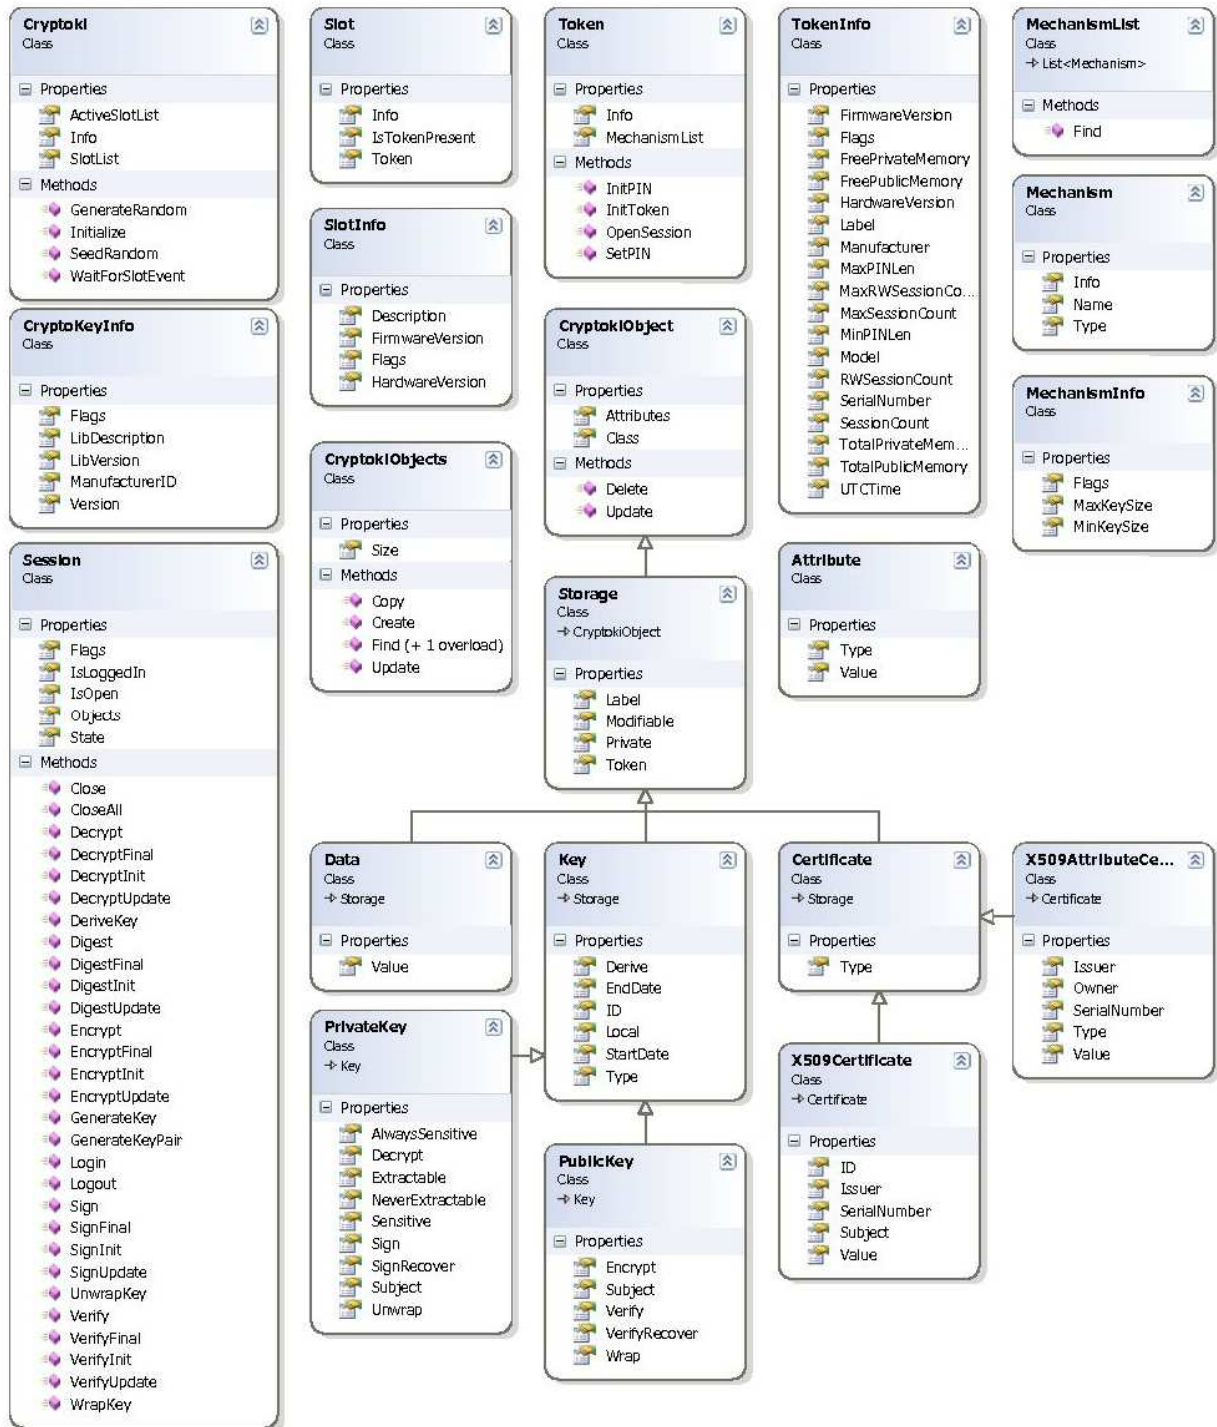 Cryptoki
Class
Properties
ActiveSlotList
Info
SlotList
Methods
GenerateRandom
Initialize
SeedRandom
WaitForSlotEvent
CryptoKeyInfo
Class
Properties
Flags
LibDescription
LibVersion
ManufacturerID
Version
Session
Class
Properties
Flags
IsLoggedIn
IsOpen
Objects
State
Methods
Close
CloseAll
Decrypt
DecryptFinal
DecryptInit
DecryptUpdate
DeriveKey
Digest
DigestFinal
DigestInit
DigestUpdate
Encrypt
EncryptFinal
EncryptInit
EncryptUpdate
GenerateKey
GenerateKeyPair
Login
Logout
Sign
SignFinal
SignInit
SignUpdate
UnwrapKey
Verify
VerifyFinal
VerifyInit
VerifyUpdate
WrapKey
Slot
Class
Properties
Info
IsTokenPresent
Token
SlotInfo
Class
Properties
Description
FirmwareVersion
Flags
HardwareVersion
CryptokiObjects
Class
Properties
Size
Methods
Copy
Create
Find (+ 1 overload)
Update
Token
Class
Properties
Info
MechanismList
Methods
InitPIN
InitToken
OpenSession
SetPIN
CryptokiObject
Class
Properties
Attributes
Class
Methods
Delete
Update
Storage
Class
CryptokiObject
Properties
Label
Modifiable
Private
Token
TokenInfo
Class
Properties
FirmwareVersion
Flags
FreePrivateMemory
FreePublicMemory
HardwareVersion
Label
Manufacturer
MaxPINLen
MaxRWSessionCo...
MaxSessionCount
MinPINLen
Model
RWSessionCount
SerialNumber
SessionCount
TotalPrivateMem...
TotalPublicMemory
UTCTime
Attribute
Class
Properties
Type
Value
MechanismList
Class
List<Mechanism>
Methods
Find
Mechanism
Class
Properties
Info
Name
Type
MechanismInfo
Class
Properties
Flags
MaxKeySize
MinKeySize
Data
Class
Storage
Properties
Value
PrivateKey
Class
Key
Properties
AlwaysSensitive
Decrypt
Extractable
NeverExtractable
Sensitive
Sign
SignRecover
Subject
Unwrap
Key
Class
Storage
Properties
Derive
EndDate
ID
Local
StartDate
Type
PublicKey
Class
Key
Properties
Encrypt
Subject
Verify
VerifyRecover
Wrap
Certificate
Class
Storage
Properties
Type
X509Certificate
Class
Certificate
Properties
ID
Issuer
SerialNumber
Subject
Value
X509AttributeCe...
Class
Certificate
Properties
Issuer
Owner
SerialNumber
Type
Value